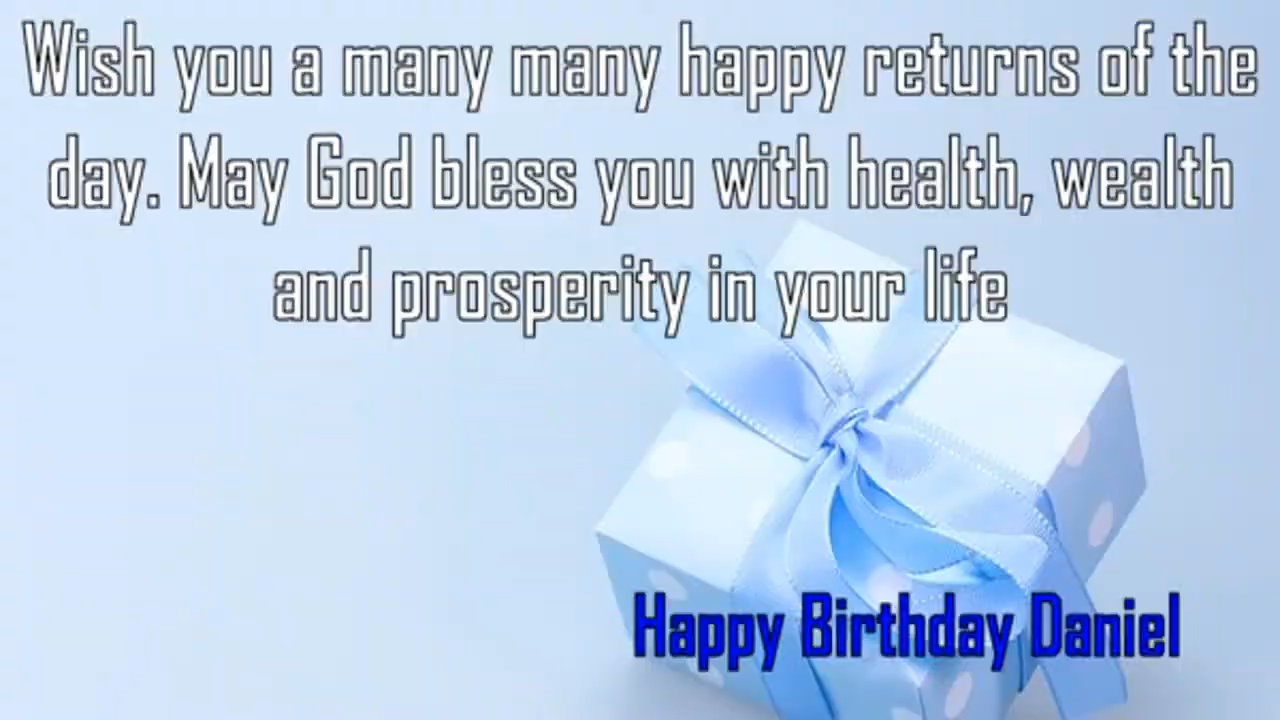 Wish you a many many happy returns of the
day. May God bless you with health, wealth
and prosperity in your life
Happy Birthday Daniel